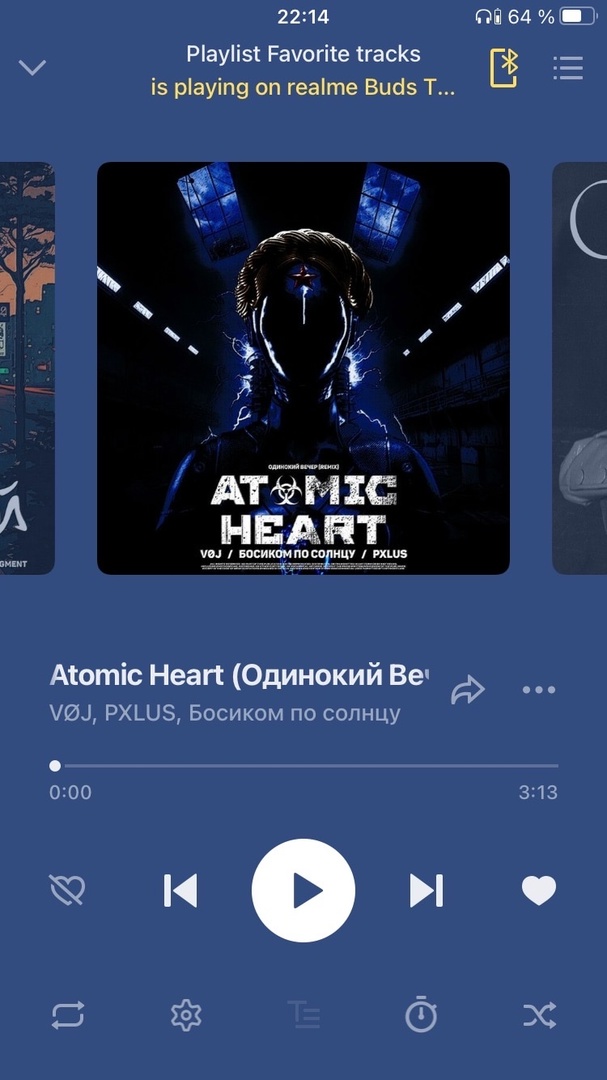 22:14
64 %
Playlist Favorite tracks
is playing on realme Buds T...
ОДИНОКИЙ ВЕЧЕР (REMIX)
ATOMIC
HEART
VØJ / БОСИКОМ ПО СОЛНЦУ / PXLUS
Й
GMENT
Atomic Heart (Одинокий Веч
VØJ, PXLUS, Босиком по солнцу
0:00
3:13